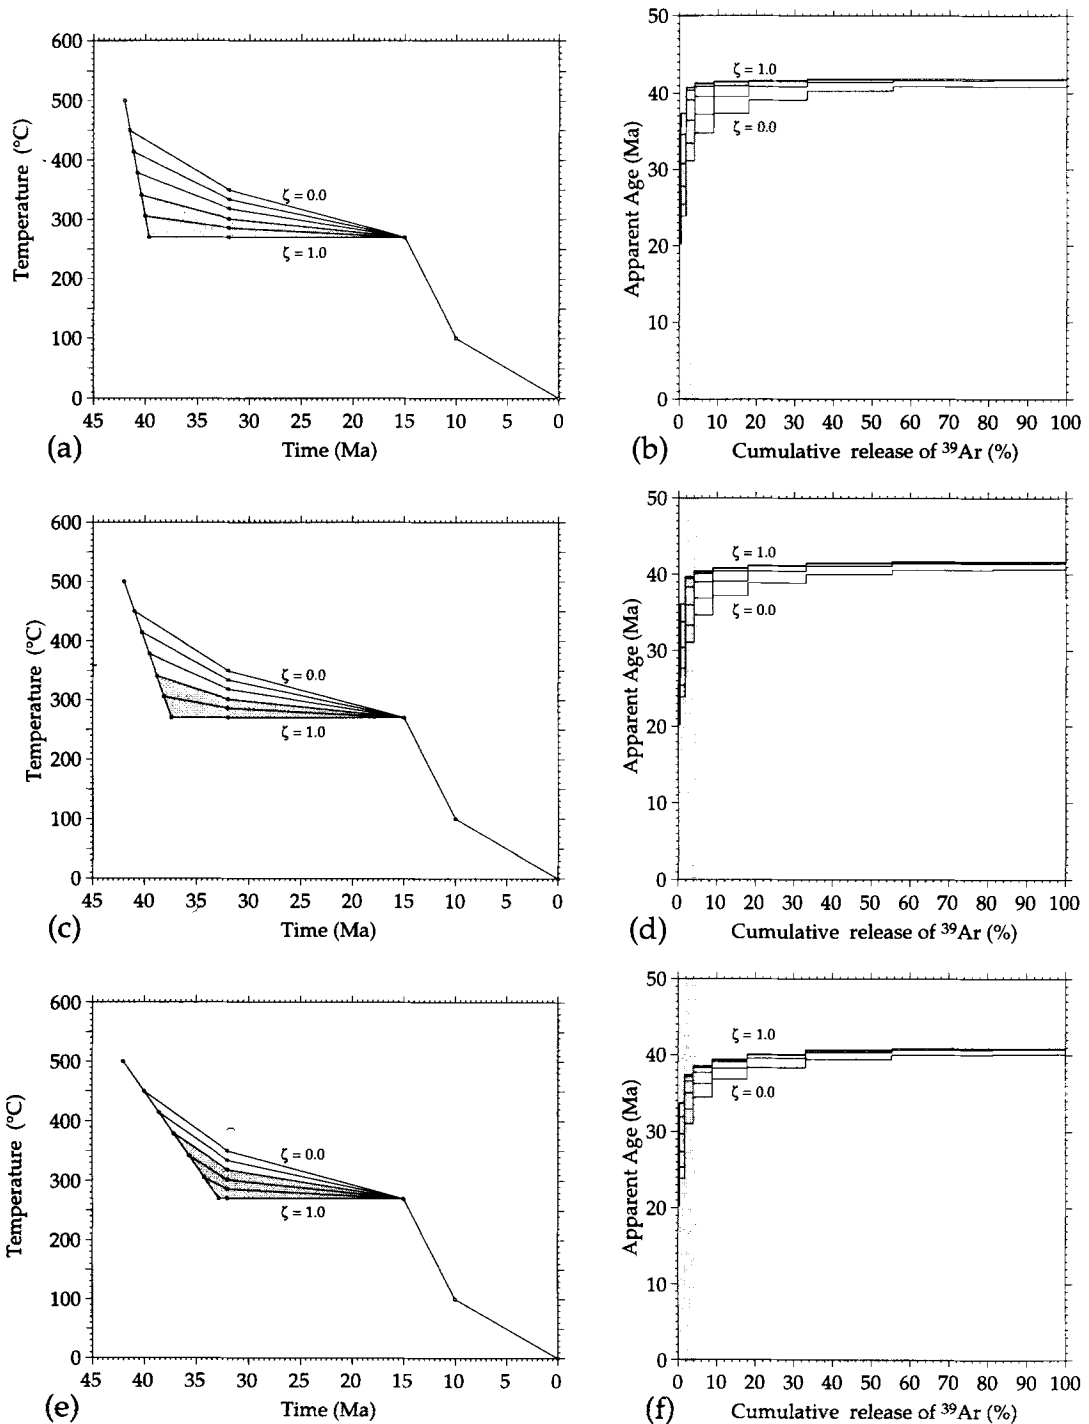 600
500
400
300
200
100
0
Temperature (°C)
ζ = 0.0
ζ = 1.0
45 40 35 30 25 20 15 10 5 0
Time (Ma)
(a)
50
40
30
20
10
0
Apparent Age (Ma)
ζ = 1.0
ζ = 0.0
0 10 20 30 40 50 60 70 80 90 100
Cumulative release of ³⁹Ar (%)
(b)
600
500
400
300
200
100
0
Temperature (°C)
ζ = 0.0
ζ = 1.0
45 40 35 30 25 20 15 10 5 0
Time (Ma)
(c)
50
40
30
20
10
0
Apparent Age (Ma)
ζ = 1.0
ζ = 0.0
0 10 20 30 40 50 60 70 80 90 100
Cumulative release of ³⁹Ar (%)
(d)
600
500
400
300
200
100
0
Temperature (°C)
ζ = 0.0
ζ = 1.0
45 40 35 30 25 20 15 10 5 0
Time (Ma)
(e)
50
40
30
20
10
0
Apparent Age (Ma)
ζ = 1.0
ζ = 0.0
0 10 20 30 40 50 60 70 80 90 100
Cumulative release of ³⁹Ar (%)
(f)